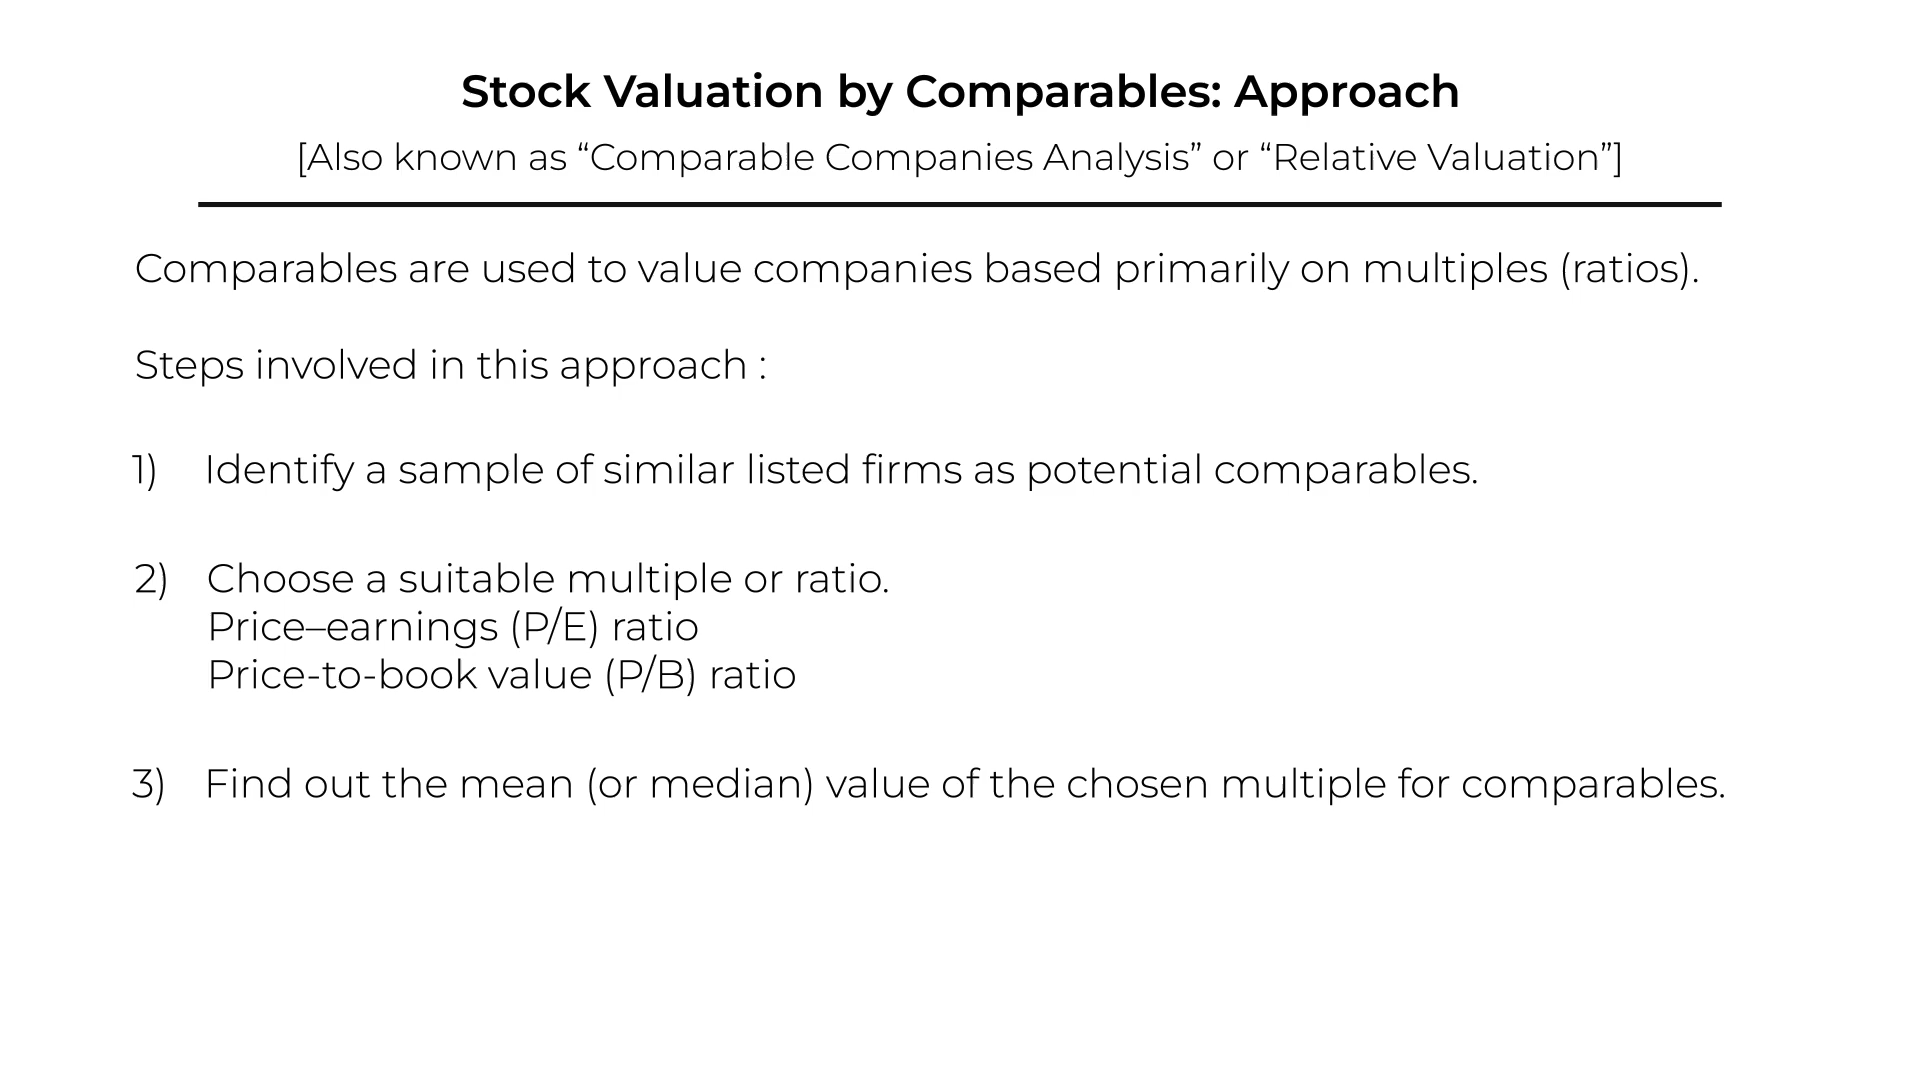 Stock Valuation by Comparables: Approach
[Also known as “Comparable Companies Analysis” or “Relative Valuation”]
Comparables are used to value companies based primarily on multiples (ratios).
Steps involved in this approach :
1) Identify a sample of similar listed firms as potential comparables.
2) Choose a suitable multiple or ratio.
Price–earnings (P/E) ratio
Price-to-book value (P/B) ratio
3) Find out the mean (or median) value of the chosen multiple for comparables.